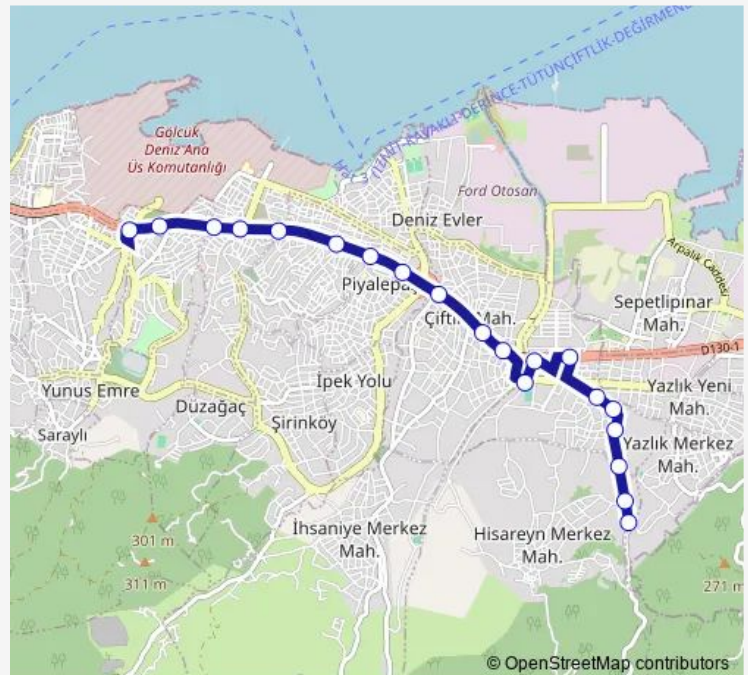 İZMİT-KAVAKLI-DERİNCE-TÜTÜNÇİFTLİK-DEĞİRMEND
Gölcük
Deniz Ana
Üs Komutanlığı
Ford Otosan
Deniz Evler
Arpalık Caddesi
Piyalepaş
Sepetlipınar
Mah.
Çiftlik Mah.
D130-1
Yunus Emre
İpek Yolu
Yazlık Yeni
Mah.
Düzağaç
Şirinköy
Saraylı
Yazlık Merkez
Mah.
301 m
İhsaniye Merkez
Mah.
Hisareyn Merkez
Mah.
311 m
271 m
© OpenStreetMap contributors